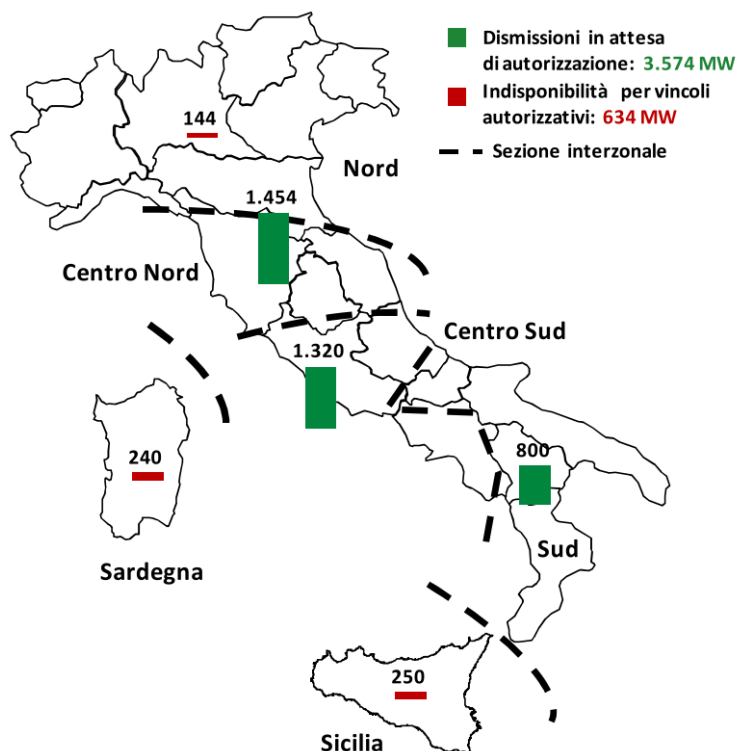 Dismissioni in attesa
di autorizzazione: 3.574 MW
Indisponibilità per vincoli
autorizzativi: 634 MW
Sezione interzonale
144
Nord
1.454
Centro Nord
Centro Sud
1.320
240
800
Sardegna
Sud
250
Sicilia